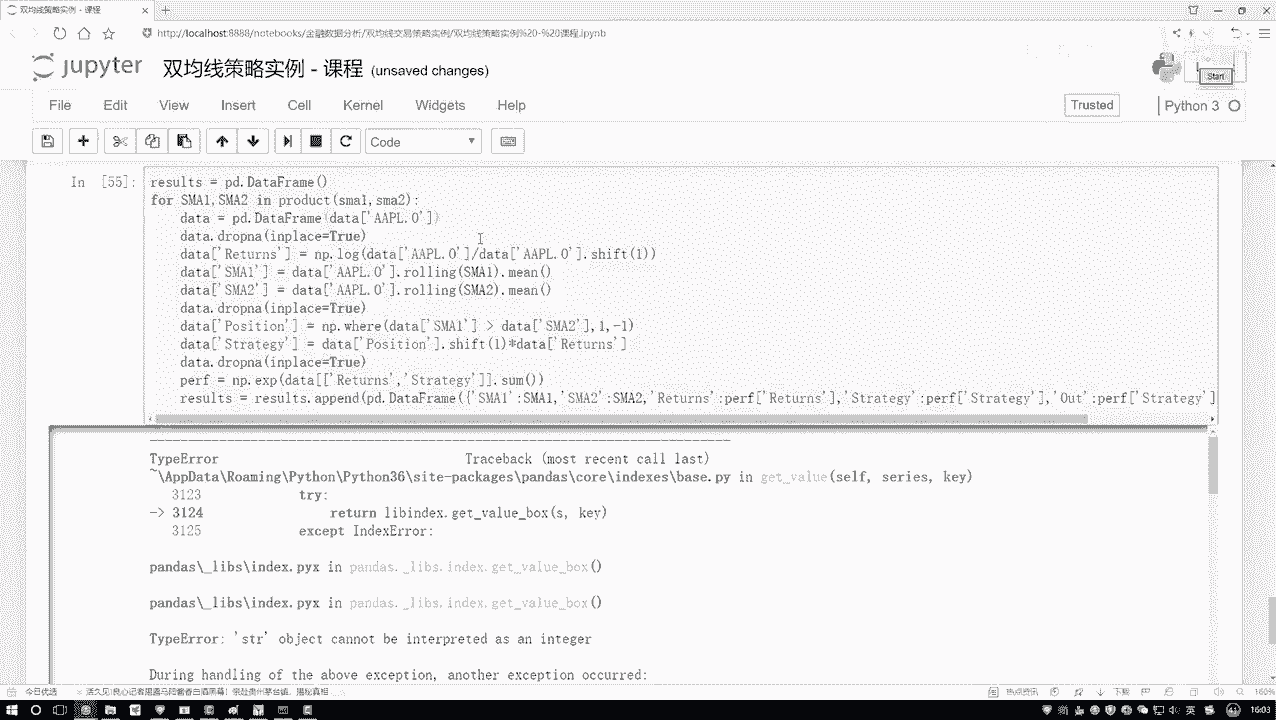 双均线策略实例 - 课程
http://localhost:8888/notebooks/金融数据分析/双均线交易策略实例/双均线策略实例%20-%20课程.ipynb
jupyter 双均线策略实例 - 课程 (unsaved changes)
Start
File Edit View Insert Cell Kernel Widgets Help
Trusted
Python 3
Code
In [55]:
results = pd.DataFrame()
for SMA1,SMA2 in product(sma1,sma2):
data = pd.DataFrame(data['AAPL.O'])
data.dropna(inplace=True)
data['Returns'] = np.log(data['AAPL.O']/data['AAPL.O'].shift(1))
data['SMA1'] = data['AAPL.O'].rolling(SMA1).mean()
data['SMA2'] = data['AAPL.O'].rolling(SMA2).mean()
data.dropna(inplace=True)
data['Position'] = np.where(data['SMA1'] > data['SMA2'],1,-1)
data['Strategy'] = data['Position'].shift(1)*data['Returns']
data.dropna(inplace=True)
perf = np.exp(data[['Returns','Strategy']].sum())
results = results.append(pd.DataFrame({'SMA1':SMA1,'SMA2':SMA2,'Returns':perf['Returns'],'Strategy':perf['Strategy'],'Out':perf['Strategy']
---------------------------------------------------------------------------
TypeError Traceback (most recent call last)
~\AppData\Roaming\Python\Python36\site-packages\pandas\core\indexes\base.py in get_value(self, series, key)
3123 try:
-> 3124 return libindex.get_value_box(s, key)
3125 except IndexError:
pandas\_libs\index.pyx in pandas._libs.index.get_value_box()
pandas\_libs\index.pyx in pandas._libs.index.get_value_box()
TypeError: 'str' object cannot be interpreted as an integer
During handling of the above exception, another exception occurred:
今日优选
热点资讯
下载
160%
英
16:03